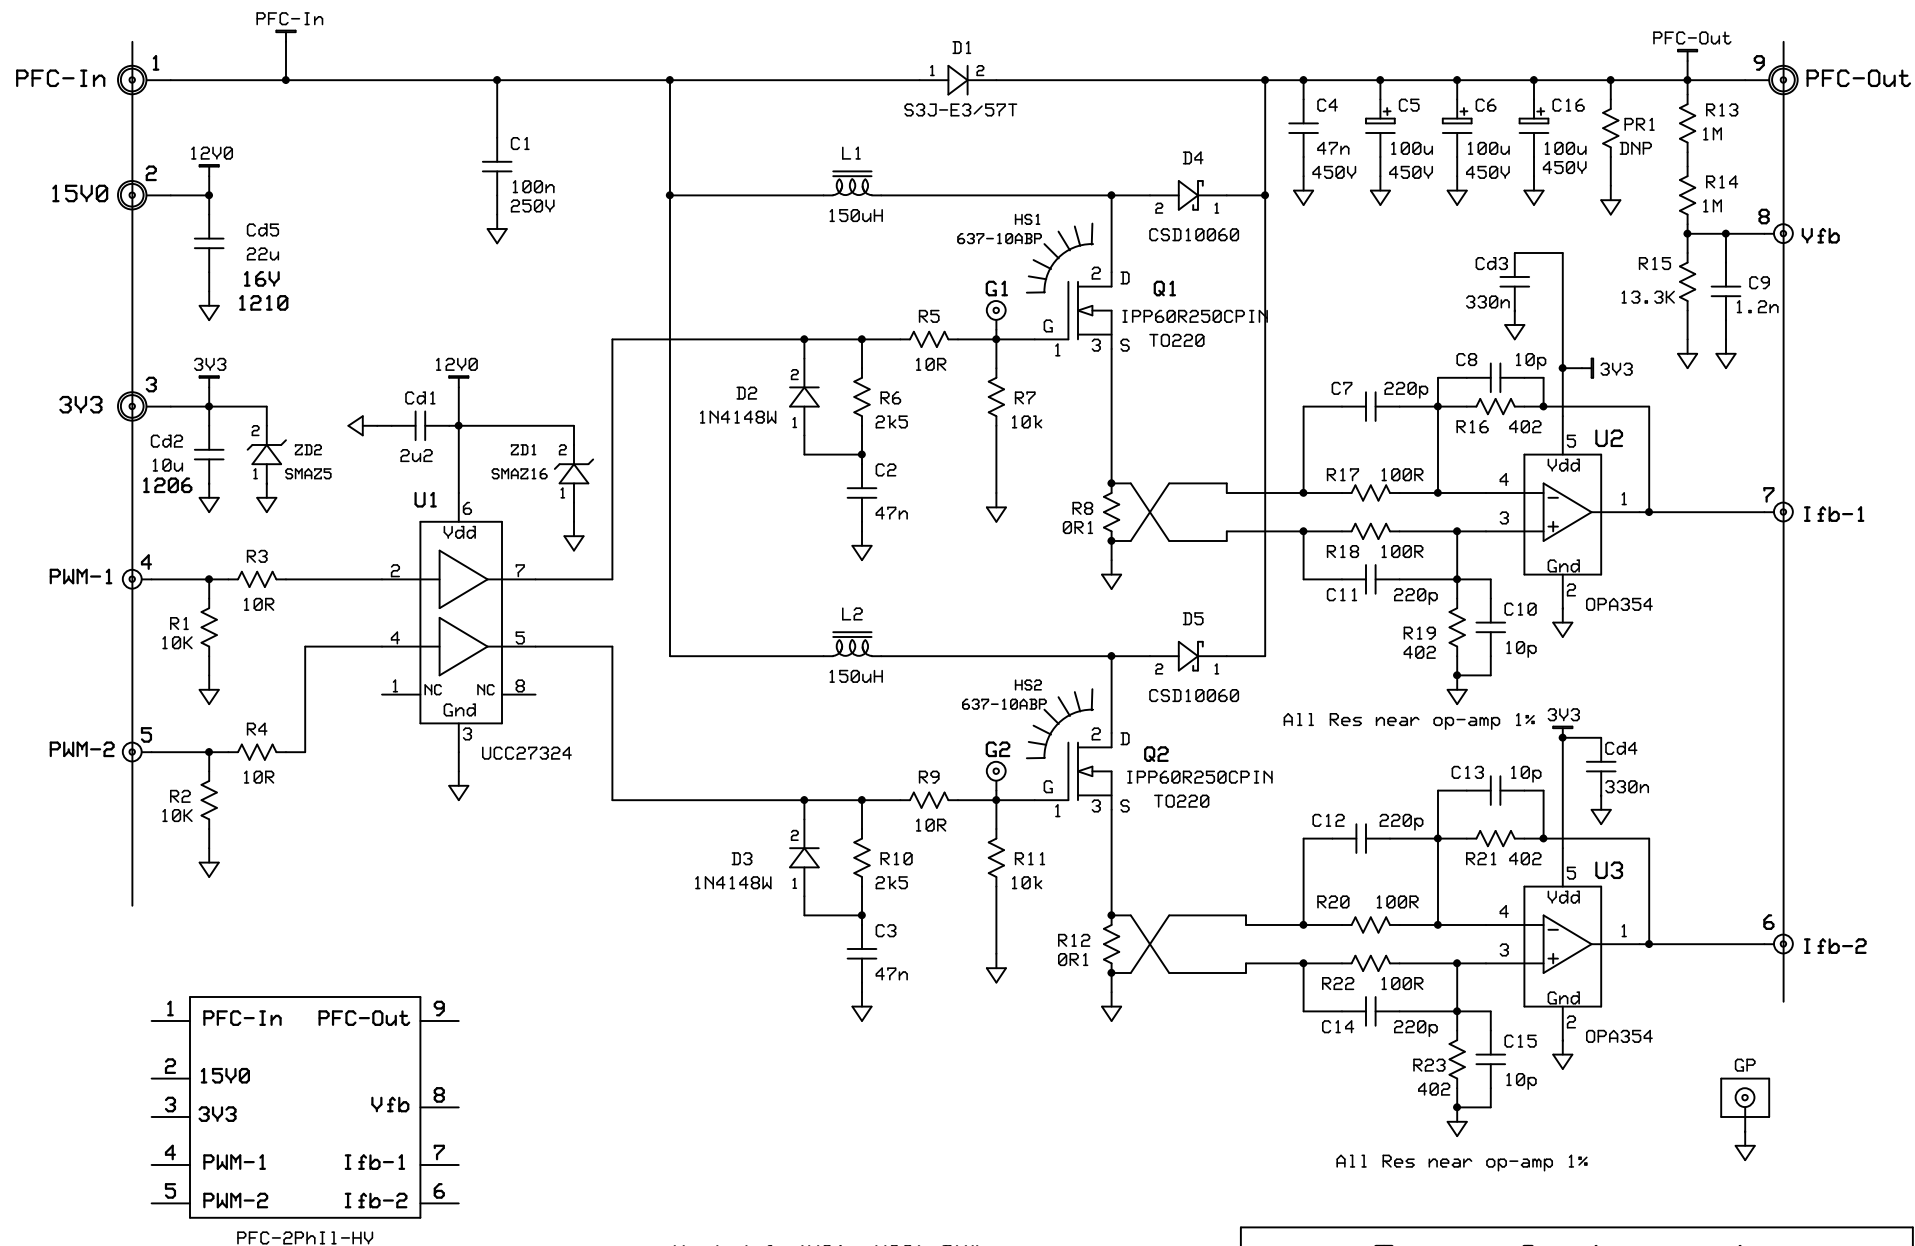 PFC-In
PFC-In
1
D1
1
2
S3J-E3/57T
PFC-Out
9
PFC-Out
C1
100n
250V
C4
47n
450V
+
C5
100u
450V
+
C6
100u
450V
+
C16
100u
450V
PR1
DNP
R13
1M
R14
1M
8
Vfb
R15
13.3K
C9
1.2n
15V0
2
12V0
Cd5
22u
16V
1210
L1
150uH
D4
2
1
CSD10060
HS1
637-10ABP
G1
2
D
Q1
IPP60R250CPIN
TO220
G
1
3
S
R5
10R
3V3
3
3V3
Cd2
10u
1206
2
1
ZD2
SMAZ5
12V0
Cd1
2u2
ZD1
SMAZ16
2
1
D2
1N4148W
2
1
R6
2k5
R7
10k
C2
47n
R8
0R1
Cd3
330n
3V3
C8
10p
C7
220p
R16
402
R17
100R
R18
100R
C11
220p
R19
402
C10
10p
U2
5
Vdd
4
3
1
Gnd
2
OPA354
7
Ifb-1
All Res near op-amp 1%
U1
6
Vdd
2
7
4
5
1
NC
NC
8
Gnd
3
UCC27324
PWM-1
4
R3
10R
R1
10K
PWM-2
5
R4
10R
R2
10K
L2
150uH
D5
2
1
CSD10060
HS2
637-10ABP
G2
2
D
Q2
IPP60R250CPIN
TO220
G
1
3
S
R9
10R
D3
1N4148W
2
1
R10
2k5
R11
10k
C3
47n
R12
0R1
3V3
Cd4
330n
C13
10p
C12
220p
R21
402
R20
100R
R22
100R
C14
220p
R23
402
C15
10p
U3
5
Vdd
4
3
1
Gnd
2
OPA354
6
Ifb-2
All Res near op-amp 1%
GP
1
PFC-In
PFC-Out
9
2
15V0
3
3V3
Vfb
8
4
PWM-1
Ifb-1
7
5
PWM-2
Ifb-2
6
PFC-2PhIl-HV